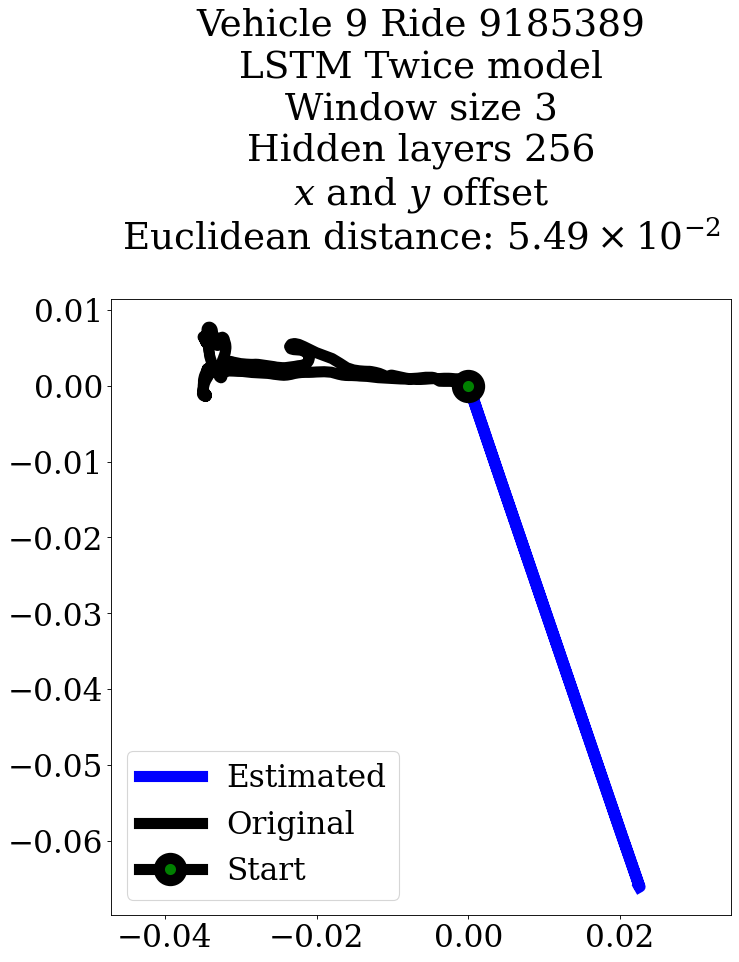 Vehicle 9 Ride 9185389
LSTM Twice model
Window size 3
Hidden layers 256
x and y offset
Euclidean distance: 5.49 × 10⁻²
0.01
0.00
−0.01
−0.02
−0.03
−0.04
−0.05
−0.06
Estimated
Original
Start
−0.04 −0.02 0.00 0.02